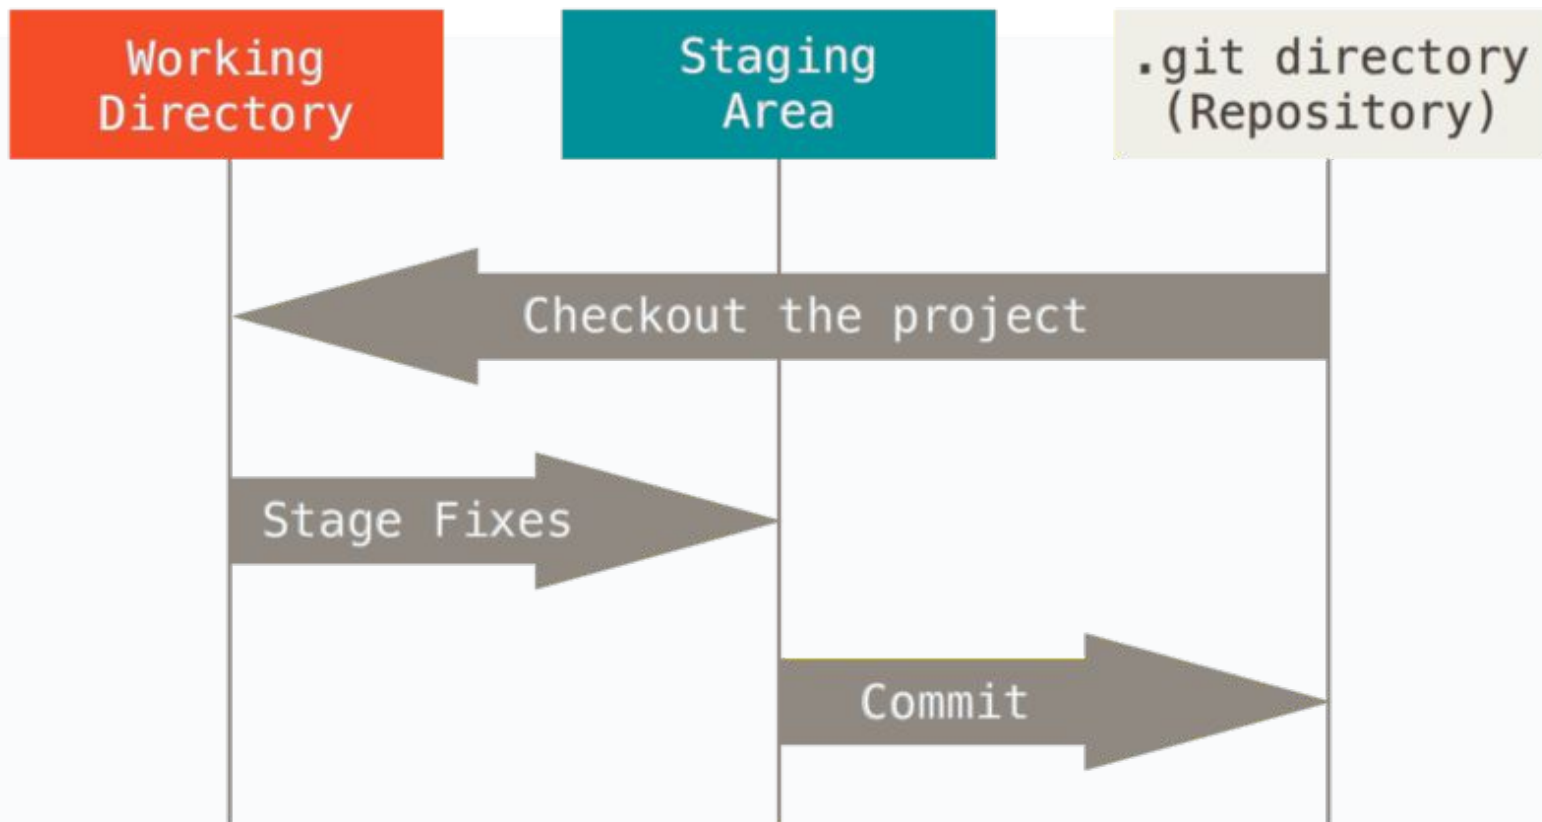 Working
Directory
Staging
Area
.git directory
(Repository)
Checkout the project
Stage Fixes
Commit